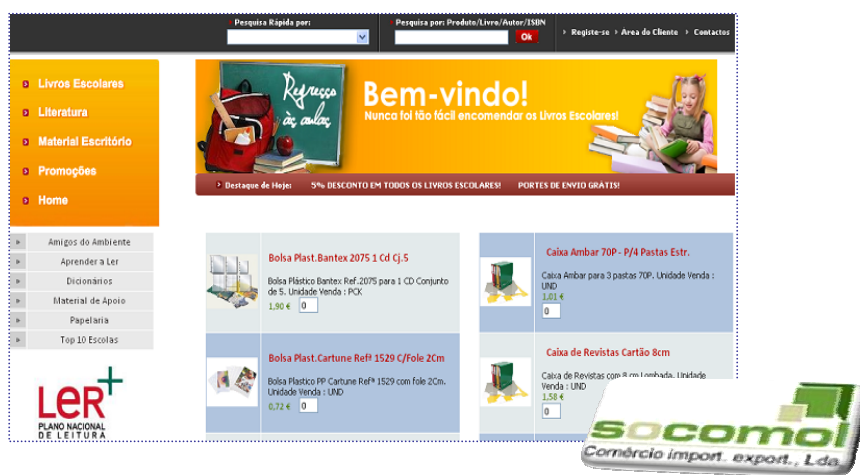 Pesquisa Rápida por:
Pesquisa por: Produto/Livro/Autor/ISBN
Ok
Registe-se
Area do Cliente
Contactos
Livros Escolares
Literatura
Material Escritório
Promoções
Home
Regresso
às aulas
Bem-vindo!
Nunca foi tão fácil encomendar os Livros Escolares!
Destaque de Hoje: 5% DESCONTO EM TODOS OS LIVROS ESCOLARES! PORTES DE ENVIO GRÁTIS!
Amigos do Ambiente
Aprender a Ler
Dicionários
Material de Apoio
Papelaria
Top 10 Escolas
LER+
PLANO NACIONAL
DE LEITURA
Bolsa Plast.Bantex 2075 1 Cd Cj.5
Bolsa Plástico Bantex Ref.2075 para 1 CD Conjunto
de 5. Unidade Venda : PCK
1,90 € 0
Caixa Ambar 70P - P/4 Pastas Estr.
Caixa Ambar para 3 pastas 70P. Unidade Venda :
UND
1,01 €
0
Bolsa Plast.Cartune Refª 1529 C/Fole 2Cm
Bolsa Plastico PP Cartune Refª 1529 com fole 2Cm.
Unidade Venda : UND
0,72 € 0
Caixa de Revistas Cartão 8cm
Caixa de Revistas com 8 cm Lombada. Unidade
Venda : UND
1,58 €
0
socomol
Comércio import. export., Lda